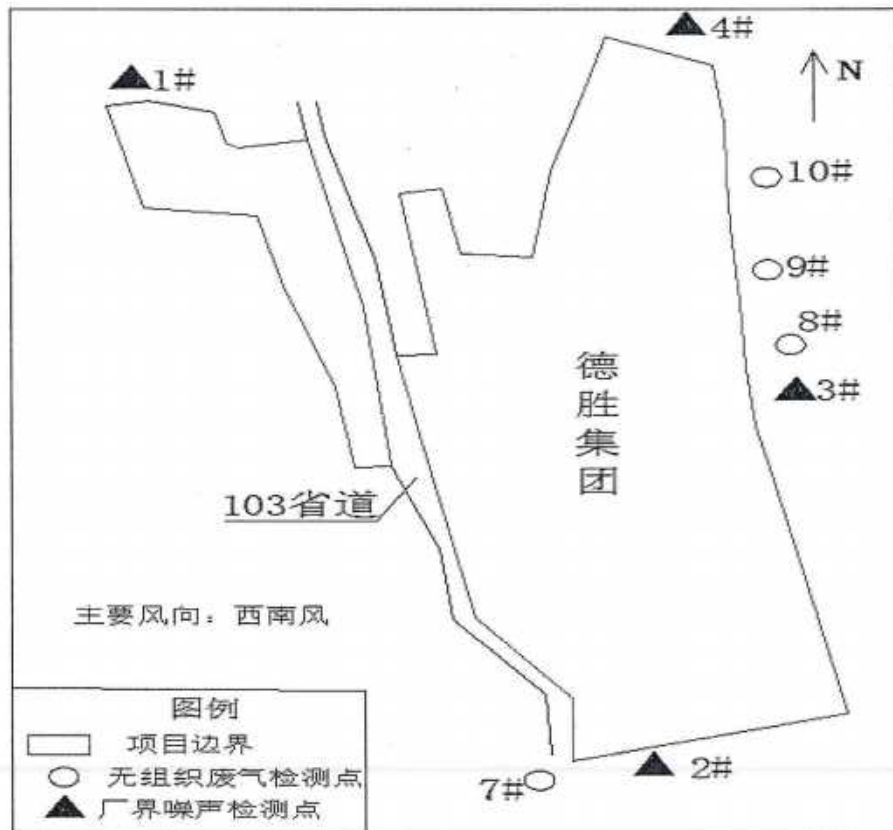 4#
1#
N
10#
9#
8#
3#
德胜集团
103省道
主要风向：西南风
图例
项目边界
无组织废气检测点
厂界噪声检测点
7#
2#